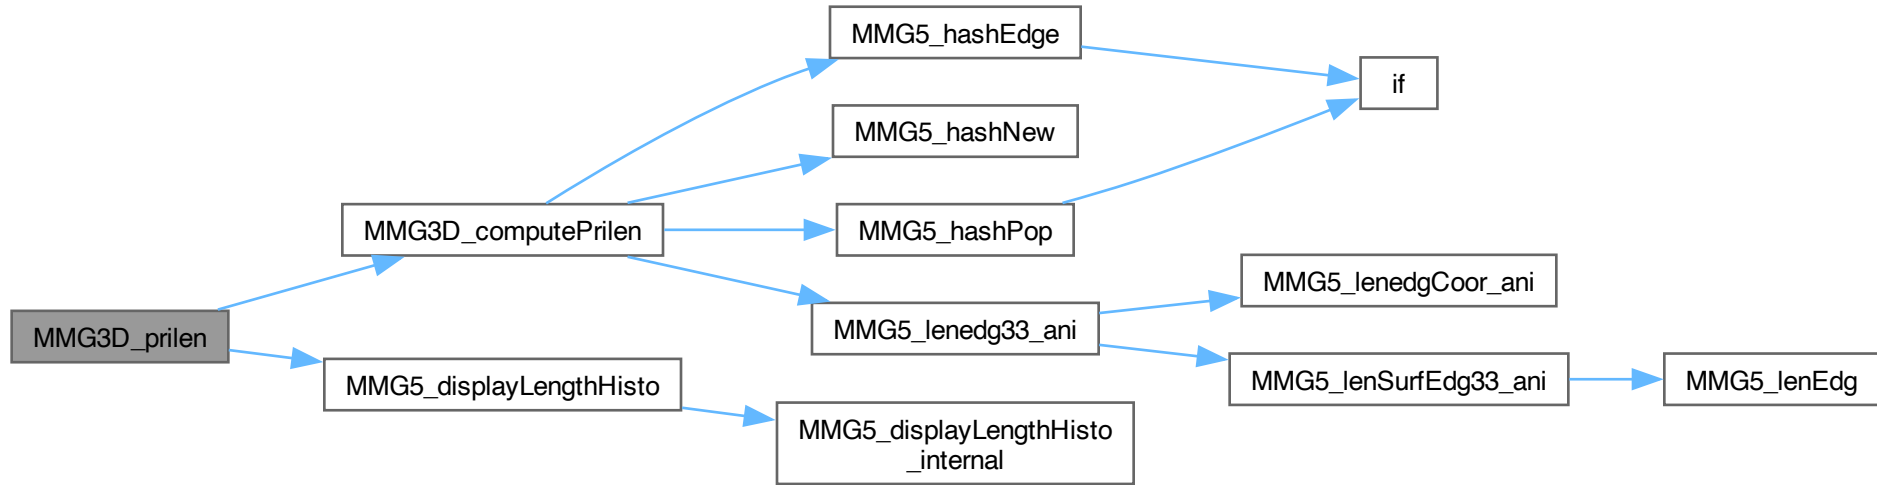 MMG5_hashEdge
if
MMG5_hashNew
MMG3D_computePrilen
MMG5_hashPop
MMG5_lenedgCoor_ani
MMG3D_prilen
MMG5_lenedg33_ani
MMG5_displayLengthHisto
MMG5_lenSurfEdg33_ani
MMG5_lenEdg
MMG5_displayLengthHisto
_internal